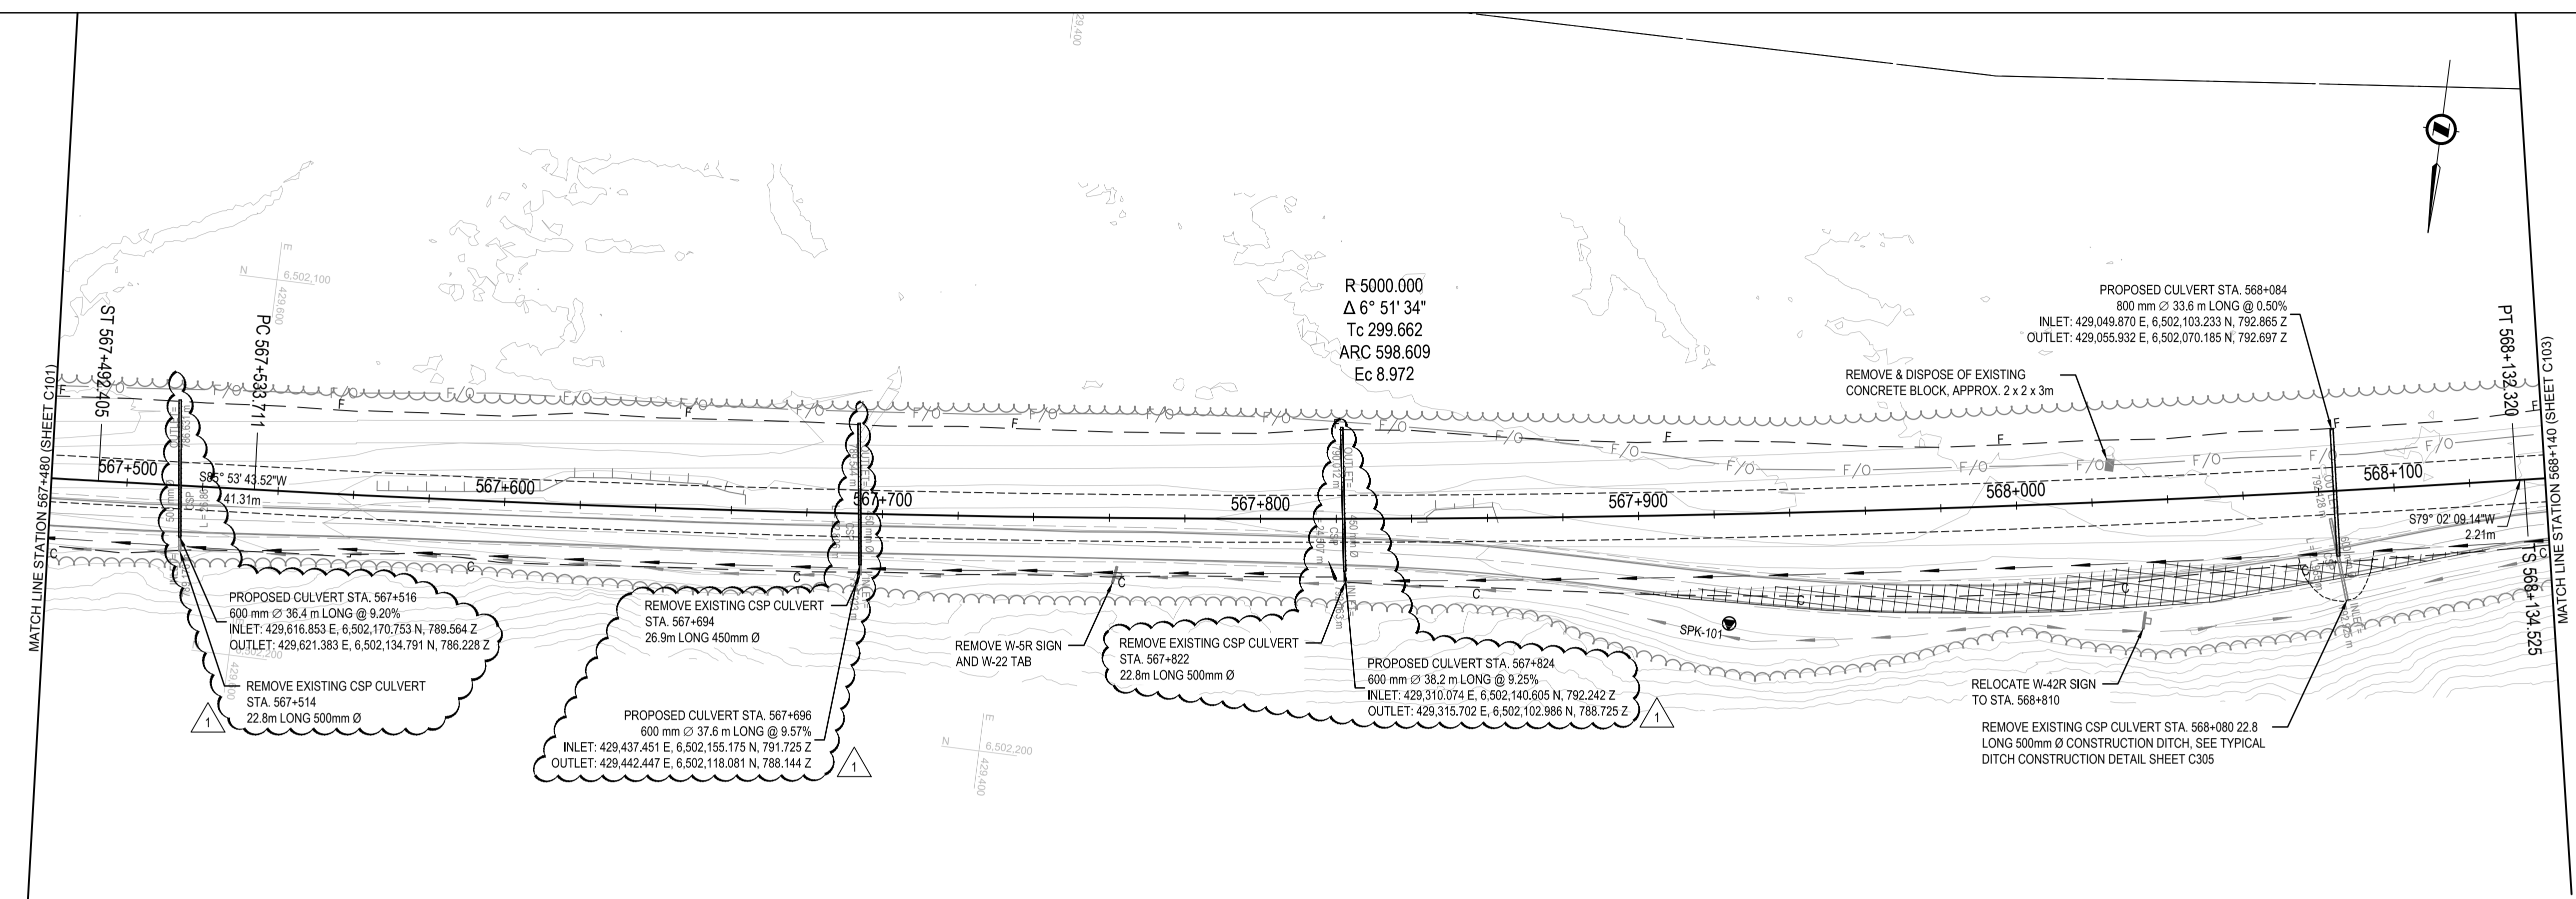 MATCH LINE STATION 567+480 (SHEET C101)
ST 567+492.405
PC 567+533.711
N
m
6,502,100
429,600
429,400
R 5000.000
Δ 6° 51' 34"
Tc 299.662
ARC 598.609
Ec 8.972
PROPOSED CULVERT STA. 568+084
800 mm Ø 33.6 m LONG @ 0.50%
INLET: 429,049.870 E, 6,502,103.233 N, 792.865 Z
OUTLET: 429,055.932 E, 6,502,070.185 N, 792.697 Z
REMOVE & DISPOSE OF EXISTING
CONCRETE BLOCK, APPROX. 2 x 2 x 3m
PT 568+132.320
MATCH LINE STATION 568+140 (SHEET C103)
TS 568+134.525
F
F/O
567+500
567+600
567+700
567+800
567+900
568+000
568+100
S85° 53' 43.52"W
41.31m
S79° 02' 09.14"W
2.21m
C
PROPOSED CULVERT STA. 567+516
600 mm Ø 36.4 m LONG @ 9.20%
INLET: 429,616.853 E, 6,502,170.753 N, 789.564 Z
OUTLET: 429,621.383 E, 6,502,134.791 N, 786.228 Z
REMOVE EXISTING CSP CULVERT
STA. 567+514
22.8m LONG 500mm Ø
1
REMOVE EXISTING CSP CULVERT
STA. 567+694
26.9m LONG 450mm Ø
PROPOSED CULVERT STA. 567+696
600 mm Ø 37.6 m LONG @ 9.57%
INLET: 429,437.451 E, 6,502,155.175 N, 791.725 Z
OUTLET: 429,442.447 E, 6,502,118.081 N, 788.144 Z
1
REMOVE W-5R SIGN
AND W-22 TAB
N
m
6,502,200
429,400
REMOVE EXISTING CSP CULVERT
STA. 567+822
22.8m LONG 500mm Ø
PROPOSED CULVERT STA. 567+824
600 mm Ø 38.2 m LONG @ 9.25%
INLET: 429,310.074 E, 6,502,140.605 N, 792.242 Z
OUTLET: 429,315.702 E, 6,502,102.986 N, 788.725 Z
1
SPK-101
RELOCATE W-42R SIGN
TO STA. 568+810
REMOVE EXISTING CSP CULVERT STA. 568+080 22.8
LONG 500mm Ø CONSTRUCTION DITCH, SEE TYPICAL
DITCH CONSTRUCTION DETAIL SHEET C305